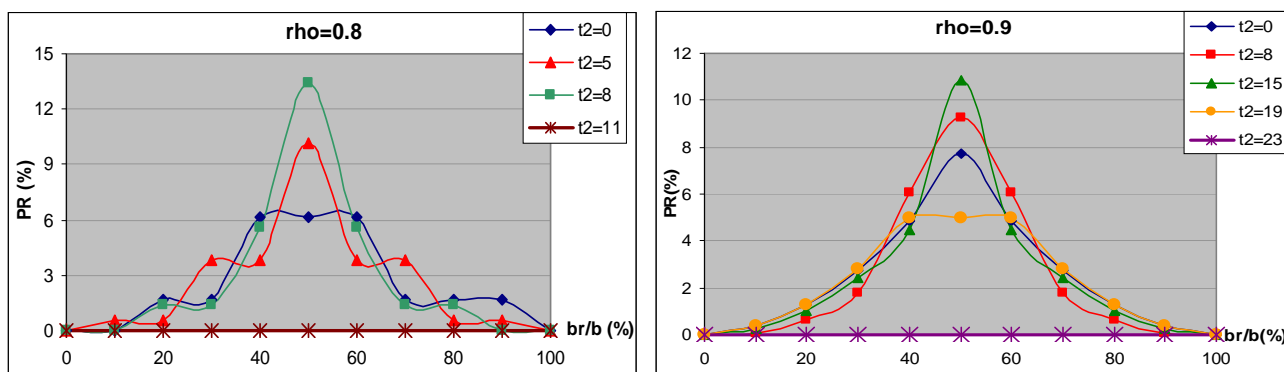 rho=0.8
PR (%)
15
12
9
6
3
0
0 20 40 60 80 100
br/b (%)
t2=0
t2=5
t2=8
t2=11
rho=0.9
PR(%)
12
10
8
6
4
2
0
0 20 40 60 80 100
br/b(%)
t2=0
t2=8
t2=15
t2=19
t2=23